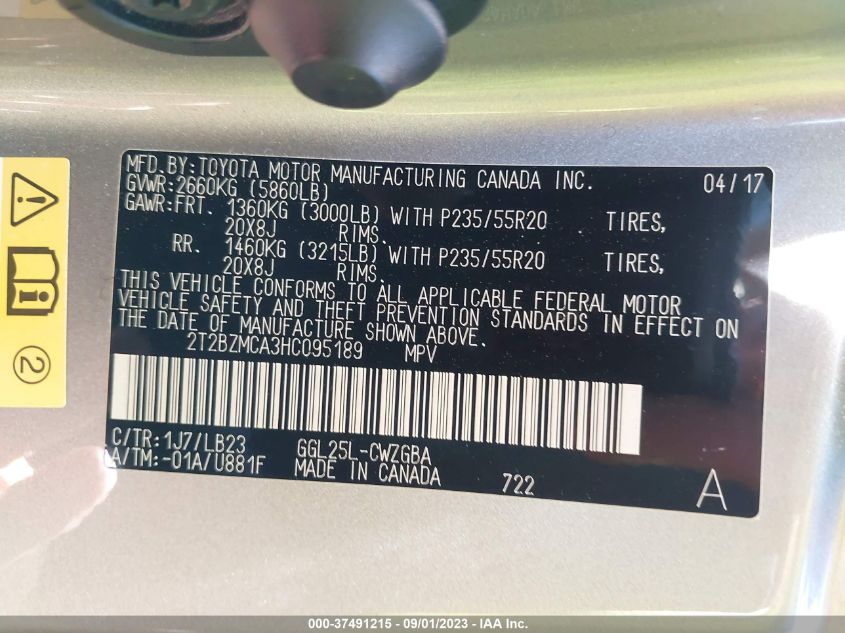 MFD. BY: TOYOTA MOTOR MANUFACTURING CANADA INC. 04/17
GVWR: 2660KG (5860LB)
GAWR: FRT. 1360KG (3000LB) WITH P235/55R20 TIRES,
20X8J RIMS.
RR. 1460KG (3215LB) WITH P235/55R20 TIRES,
20X8J RIMS.
THIS VEHICLE CONFORMS TO ALL APPLICABLE FEDERAL MOTOR
VEHICLE SAFETY AND THEFT PREVENTION STANDARDS IN EFFECT ON
THE DATE OF MANUFACTURE SHOWN ABOVE.
2T2BZMCA3HC095189 MPV
C/TR: 1J7/LB23 GGL25L-CWZGBA
A/TM: -01A/U881F MADE IN CANADA 722 A
2
000-37491215 - 09/01/2023 - IAA Inc.